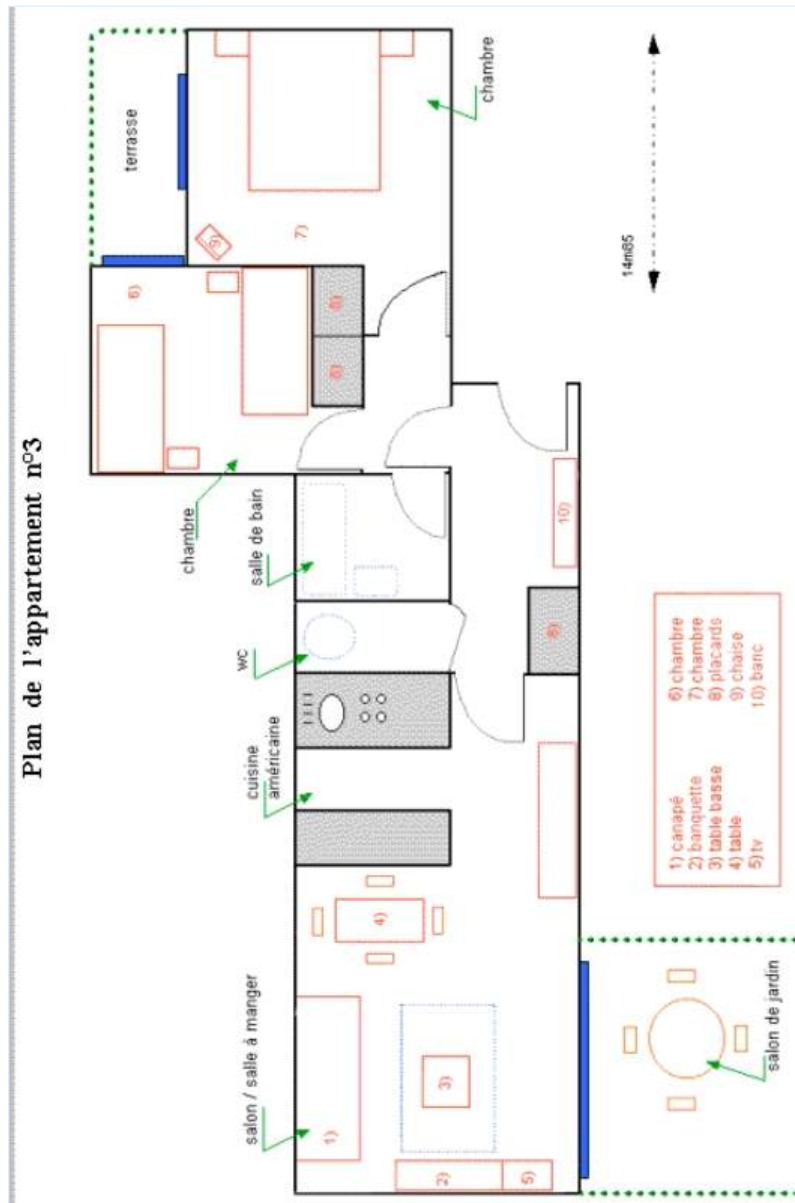 Plan de l'appartement n°3
salon / salle á manger
cuisine
américaine
wc
salle de bain
chambre
terrasse
1)
4)
6)
9)
2)
3)
7)
8)
8)
chambre
5)
8)
10)
salon de jardin
14m85
1) canapé
2) banquette
3) table basse
4) table
5) tv
6) chambre
7) chambre
8) placards
9) chaise
10) banc